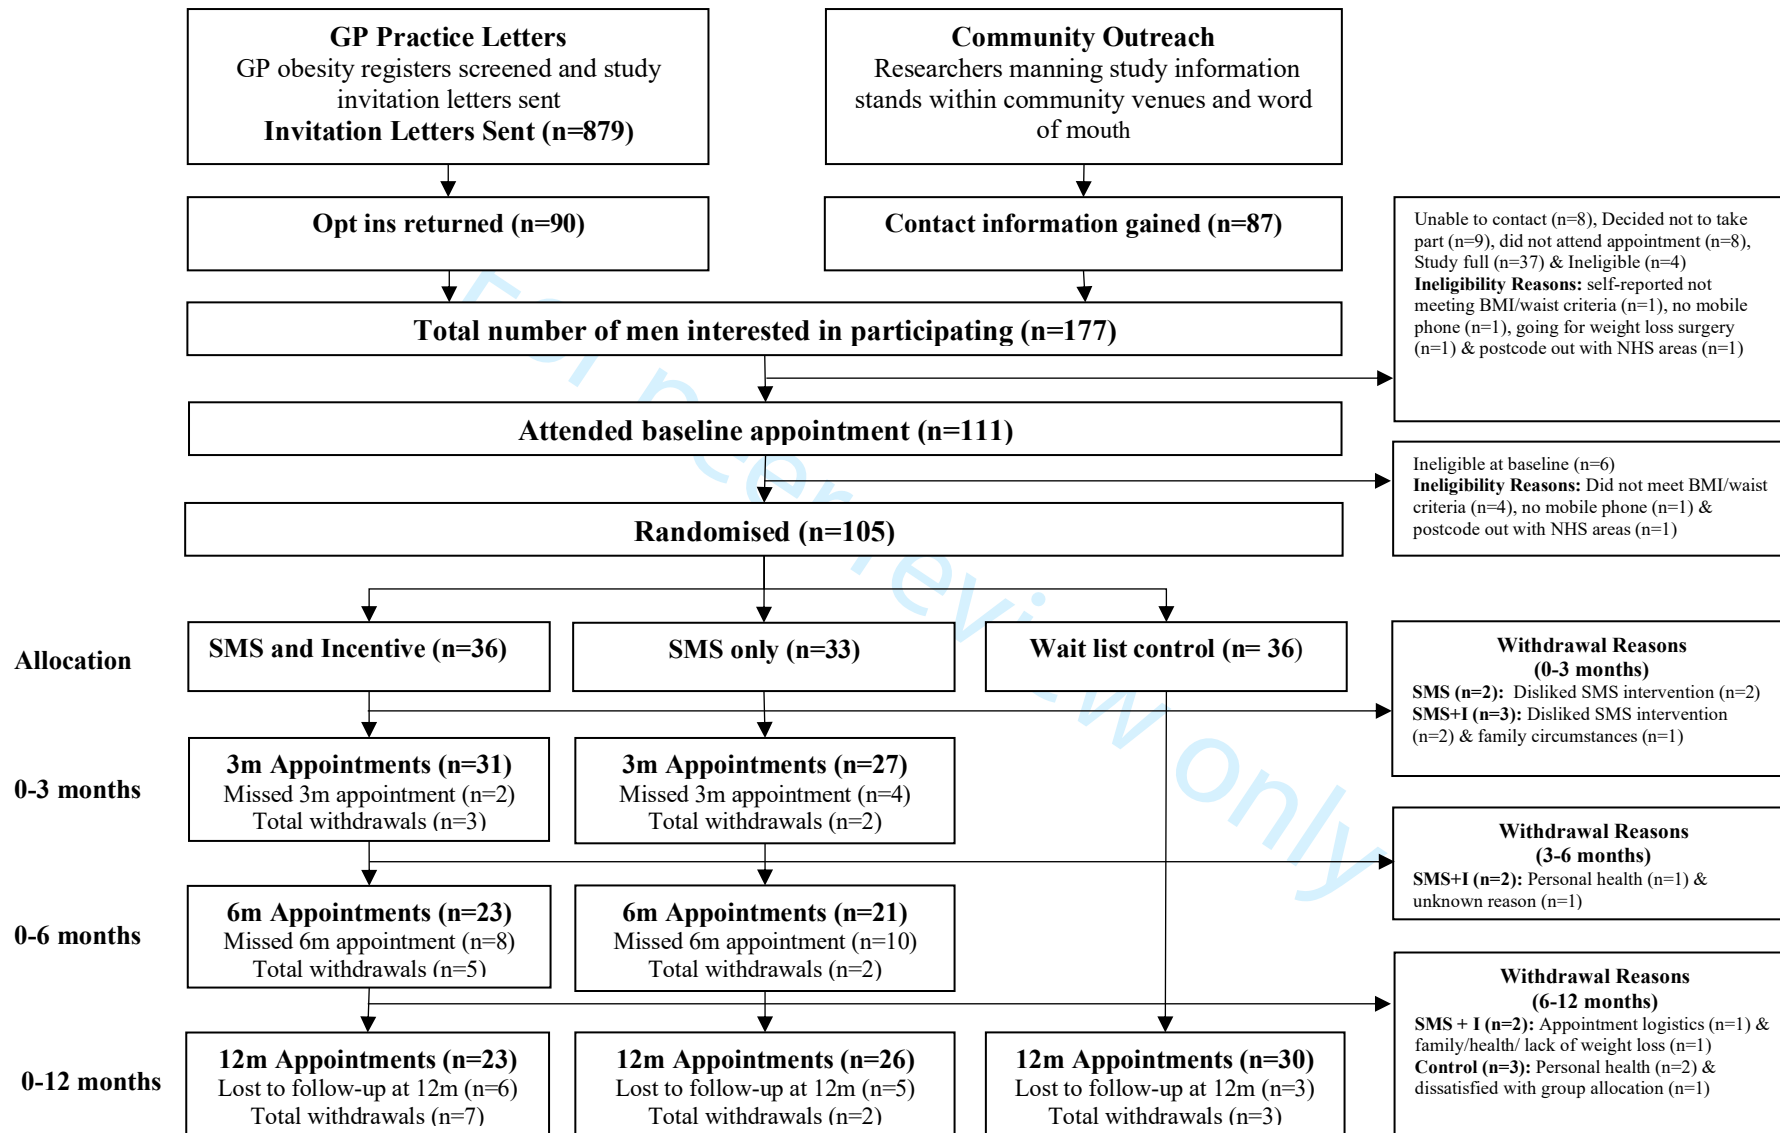 GP Practice Letters
GP obesity registers screened and study
invitation letters sent
Invitation Letters Sent (n=879)
Community Outreach
Researchers manning study information
stands within community venues and word
of mouth
Opt ins returned (n=90)
Contact information gained (n=87)
Unable to contact (n=8), Decided not to take
part (n=9), did not attend appointment (n=8),
Study full (n=37) & Ineligible (n=4)
Ineligibility Reasons: self-reported not
meeting BMI/waist criteria (n=1), no mobile
phone (n=1), going for weight loss surgery
(n=1) & postcode out with NHS areas (n=1)
Total number of men interested in participating (n=177)
Attended baseline appointment (n=111)
Ineligible at baseline (n=6)
Ineligibility Reasons: Did not meet BMI/waist
criteria (n=4), no mobile phone (n=1) &
postcode out with NHS areas (n=1)
Randomised (n=105)
Allocation
SMS and Incentive (n=36)
SMS only (n=33)
Wait list control (n= 36)
Withdrawal Reasons
(0-3 months)
SMS (n=2): Disliked SMS intervention (n=2)
SMS+I (n=3): Disliked SMS intervention
(n=2) & family circumstances (n=1)
0-3 months
3m Appointments (n=31)
Missed 3m appointment (n=2)
Total withdrawals (n=3)
3m Appointments (n=27)
Missed 3m appointment (n=4)
Total withdrawals (n=2)
Withdrawal Reasons
(3-6 months)
SMS+I (n=2): Personal health (n=1) &
unknown reason (n=1)
0-6 months
6m Appointments (n=23)
Missed 6m appointment (n=8)
Total withdrawals (n=5)
6m Appointments (n=21)
Missed 6m appointment (n=10)
Total withdrawals (n=2)
Withdrawal Reasons
(6-12 months)
SMS + I (n=2): Appointment logistics (n=1) &
family/health/ lack of weight loss (n=1)
Control (n=3): Personal health (n=2) &
dissatisfied with group allocation (n=1)
0-12 months
12m Appointments (n=23)
Lost to follow-up at 12m (n=6)
Total withdrawals (n=7)
12m Appointments (n=26)
Lost to follow-up at 12m (n=5)
Total withdrawals (n=2)
12m Appointments (n=30)
Lost to follow-up at 12m (n=3)
Total withdrawals (n=3)
For peer review only